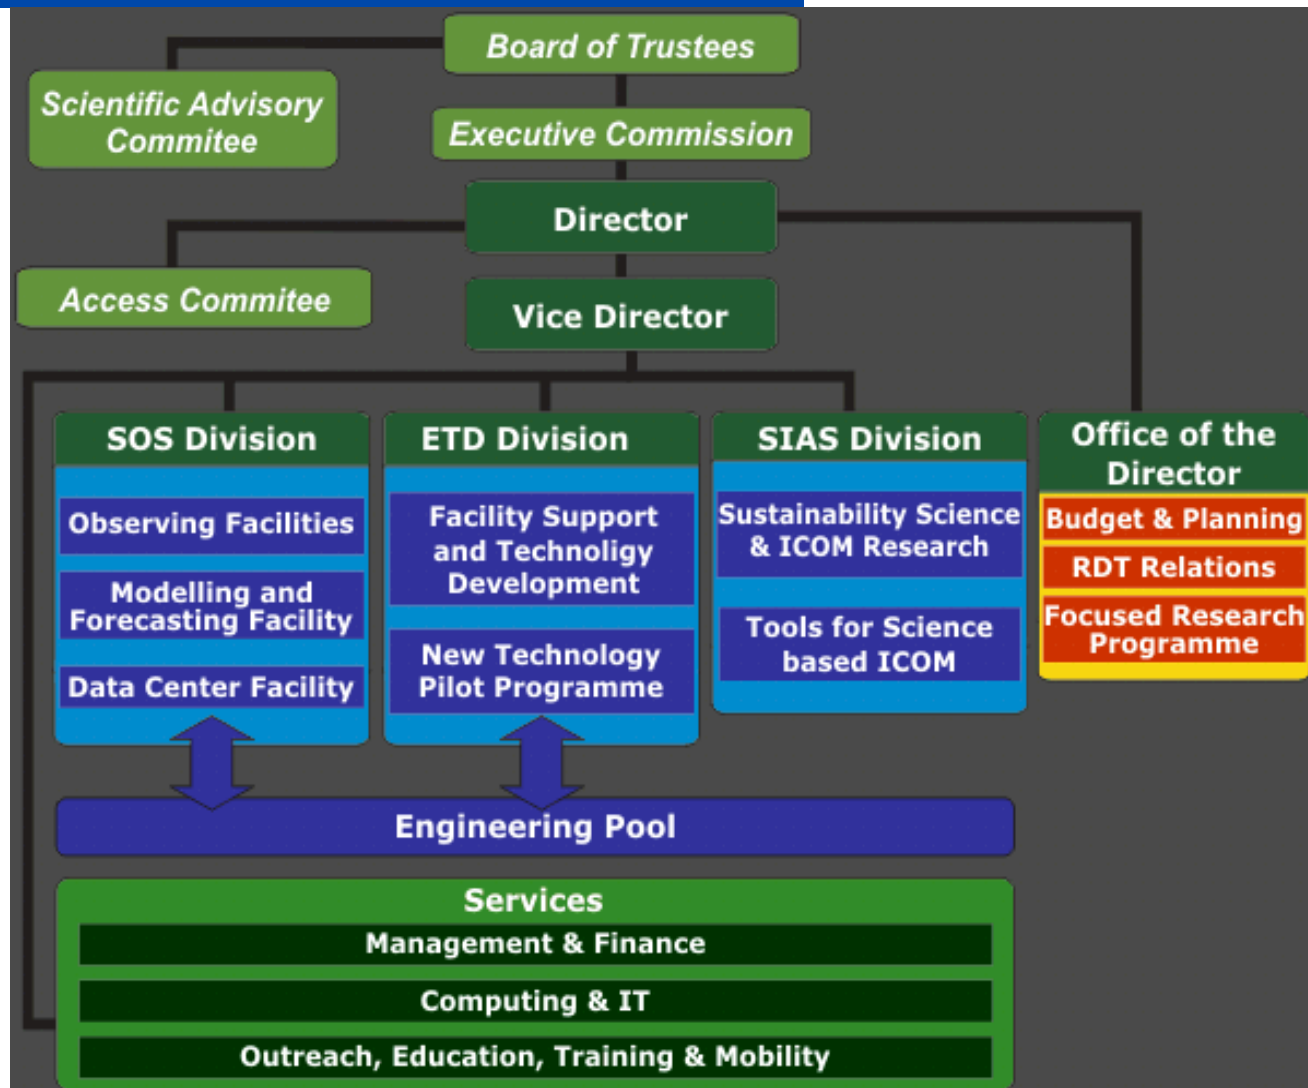 Board of Trustees
Scientific Advisory
Commitee
Executive Commission
Director
Access Commitee
Vice Director
SOS Division
Observing Facilities
Modelling and
Forecasting Facility
Data Center Facility
ETD Division
Facility Support
and Technoligy
Development
New Technology
Pilot Programme
SIAS Division
Sustainability Science
& ICOM Research
Tools for Science
based ICOM
Office of the
Director
Budget & Planning
RDT Relations
Focused Research
Programme
Engineering Pool
Services
Management & Finance
Computing & IT
Outreach, Education, Training & Mobility